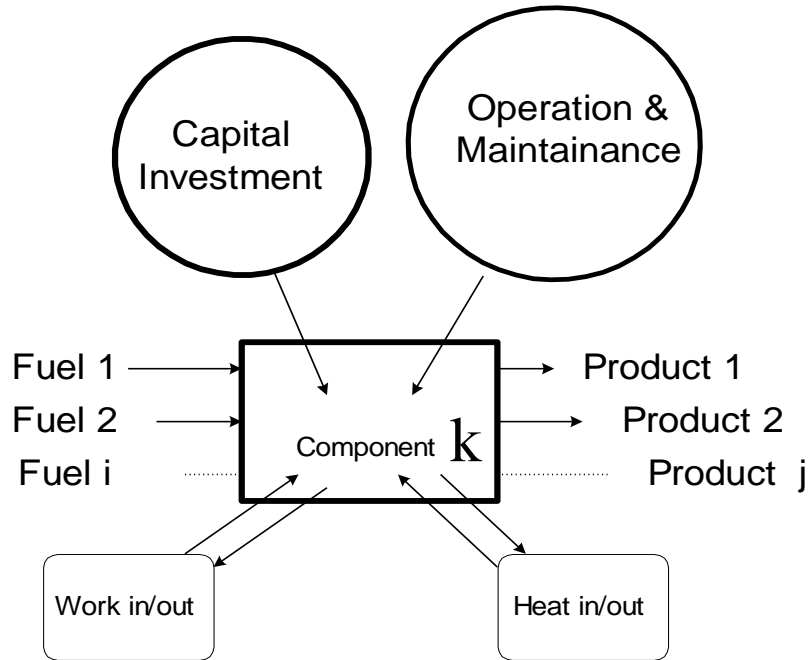 Capital
Investment
Operation &
Maintainance
Fuel 1
Product 1
Fuel 2
Product 2
Component k
Fuel i
Product j
Work in/out
Heat in/out